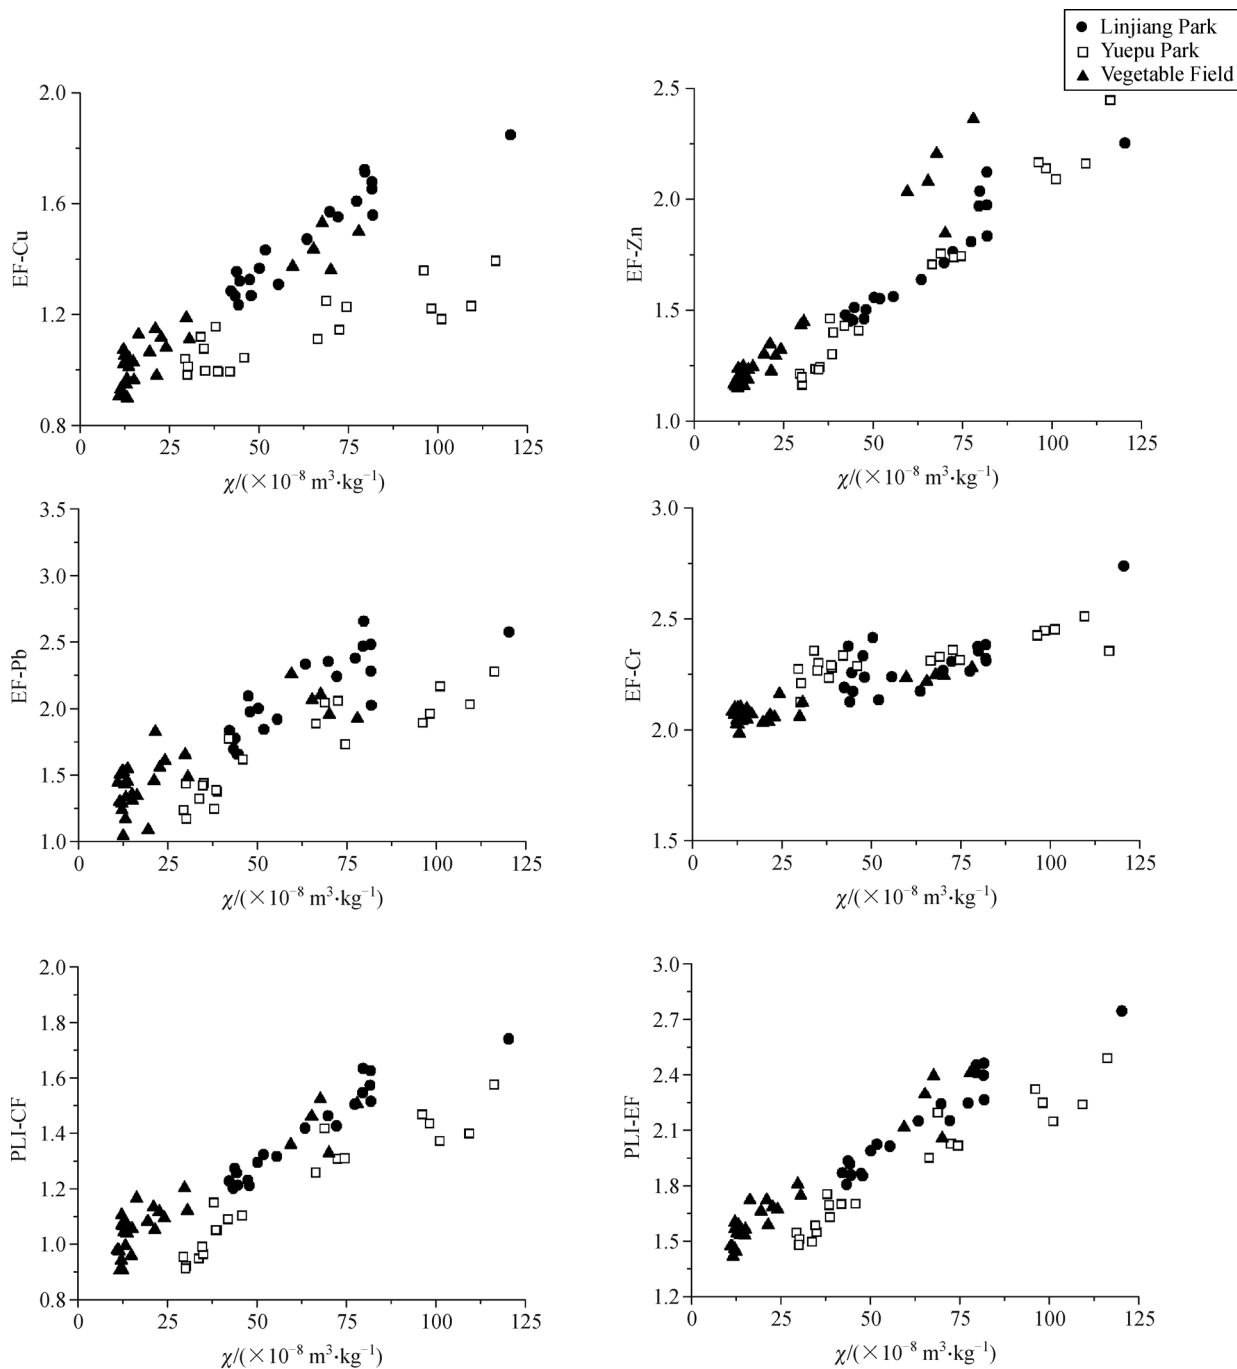 Linjiang Park
Yuepu Park
Vegetable Field
2.0
1.6
1.2
0.8
EF-Cu
0 25 50 75 100 125
χ/(×10⁻⁸ m³·kg⁻¹)
2.5
2.0
1.5
1.0
EF-Zn
0 25 50 75 100 125
χ/(×10⁻⁸ m³·kg⁻¹)
3.5
3.0
2.5
2.0
1.5
1.0
EF-Pb
0 25 50 75 100 125
χ/(×10⁻⁸ m³·kg⁻¹)
3.0
2.5
2.0
1.5
EF-Cr
0 25 50 75 100 125
χ/(×10⁻⁸ m³·kg⁻¹)
2.0
1.8
1.6
1.4
1.2
1.0
0.8
PLI-CF
0 25 50 75 100 125
χ/(×10⁻⁸ m³·kg⁻¹)
3.0
2.7
2.4
2.1
1.8
1.5
1.2
PLI-EF
0 25 50 75 100 125
χ/(×10⁻⁸ m³·kg⁻¹)